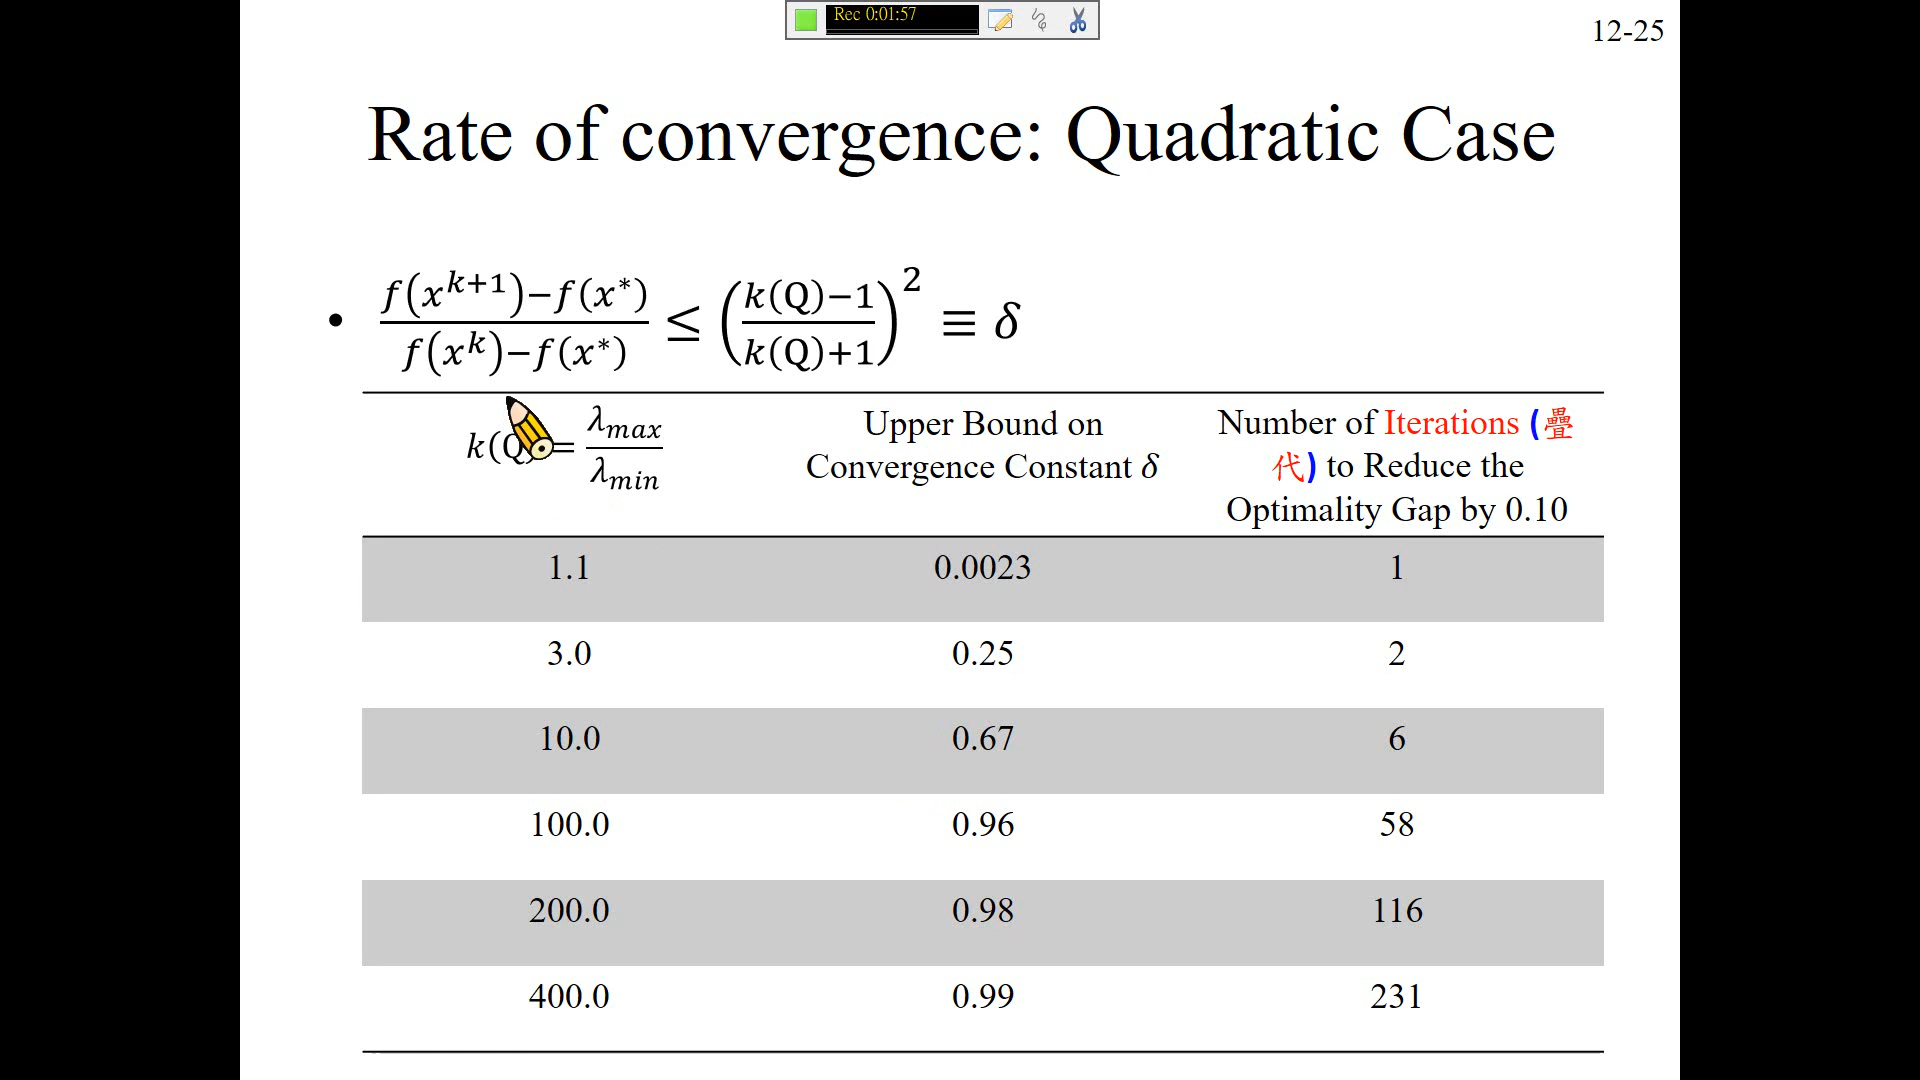 Rec 0:01:57
12-25
Rate of convergence: Quadratic Case
• f(x^{k+1})−f(x^*) / f(x^k)−f(x^*) ≤ (k(Q)−1 / k(Q)+1)^2 ≡ δ
k(Q) = λ_max / λ_min
Upper Bound on
Convergence Constant δ
Number of Iterations (疊
代) to Reduce the
Optimality Gap by 0.10
1.1 0.0023 1
3.0 0.25 2
10.0 0.67 6
100.0 0.96 58
200.0 0.98 116
400.0 0.99 231